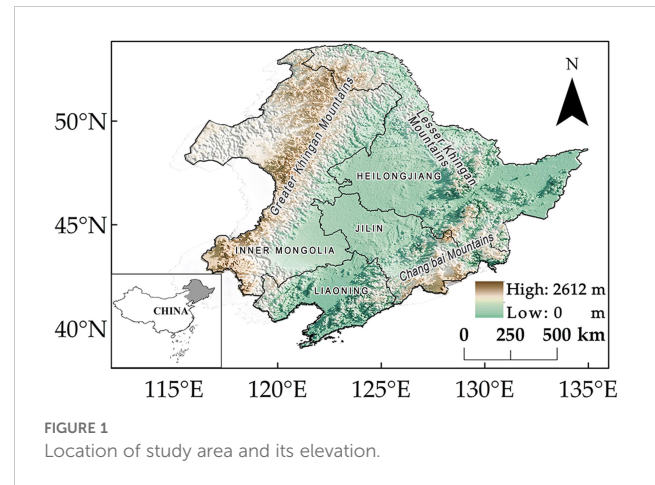 N
50°N
45°N
40°N
Greater Khingan Mountains
Lesser Khingan
Mountains
HEILONGJIANG
JILIN
INNER MONGOLIA
Chang bai Mountains
LIAONING
CHINA
High: 2612 m
Low: 0 m
0 250 500 km
115°E 120°E 125°E 130°E 135°E
FIGURE 1
Location of study area and its elevation.